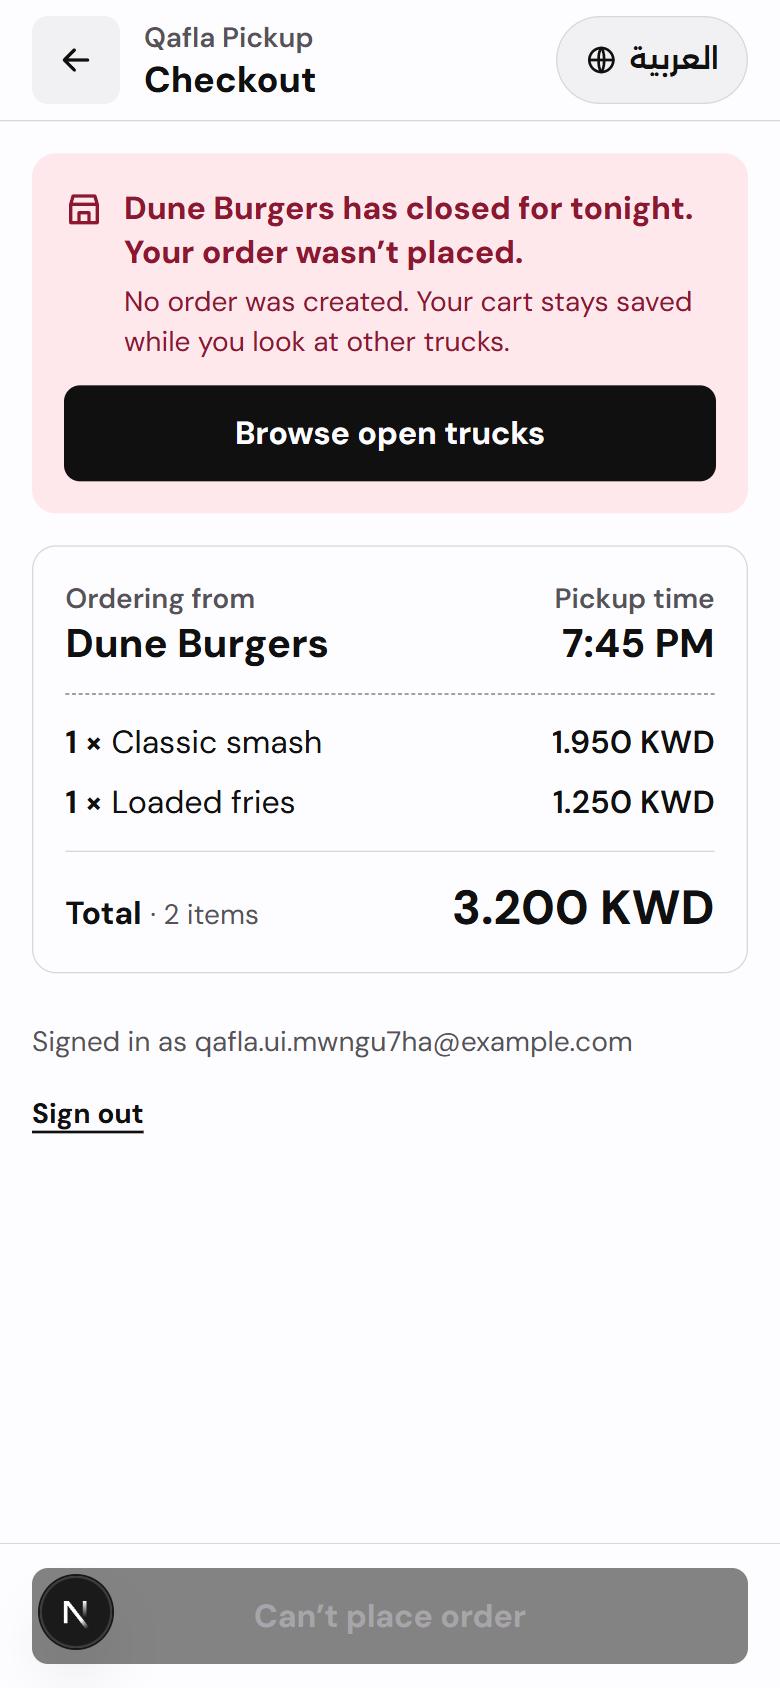 Qafla Pickup
Checkout
العربية
Dune Burgers has closed for tonight.
Your order wasn’t placed.
No order was created. Your cart stays saved
while you look at other trucks.
Browse open trucks
Ordering from Pickup time
Dune Burgers 7:45 PM
1 × Classic smash 1.950 KWD
1 × Loaded fries 1.250 KWD
Total · 2 items 3.200 KWD
Signed in as qafla.ui.mwngu7ha@example.com
Sign out
N Can’t place order